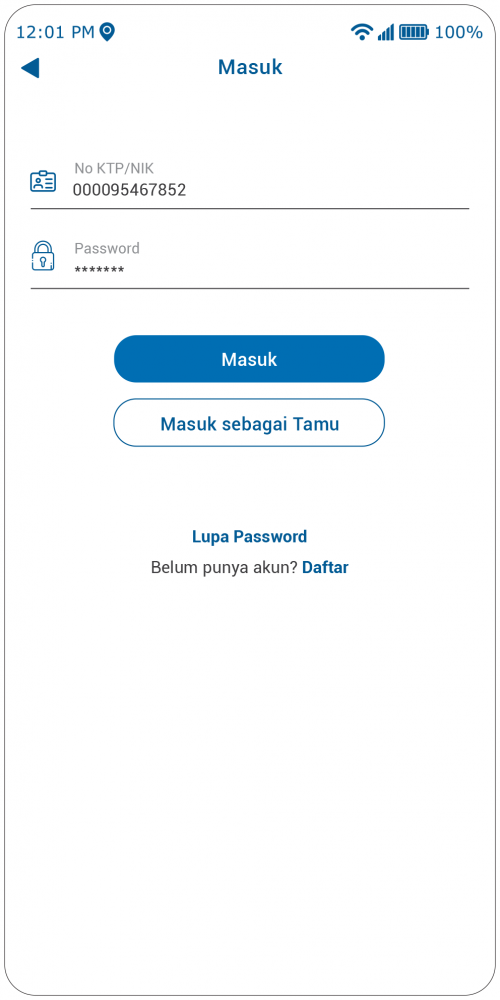 12:01 PM 100%
Masuk
No KTP/NIK
000095467852
Password
*******
Masuk
Masuk sebagai Tamu
Lupa Password
Belum punya akun? Daftar